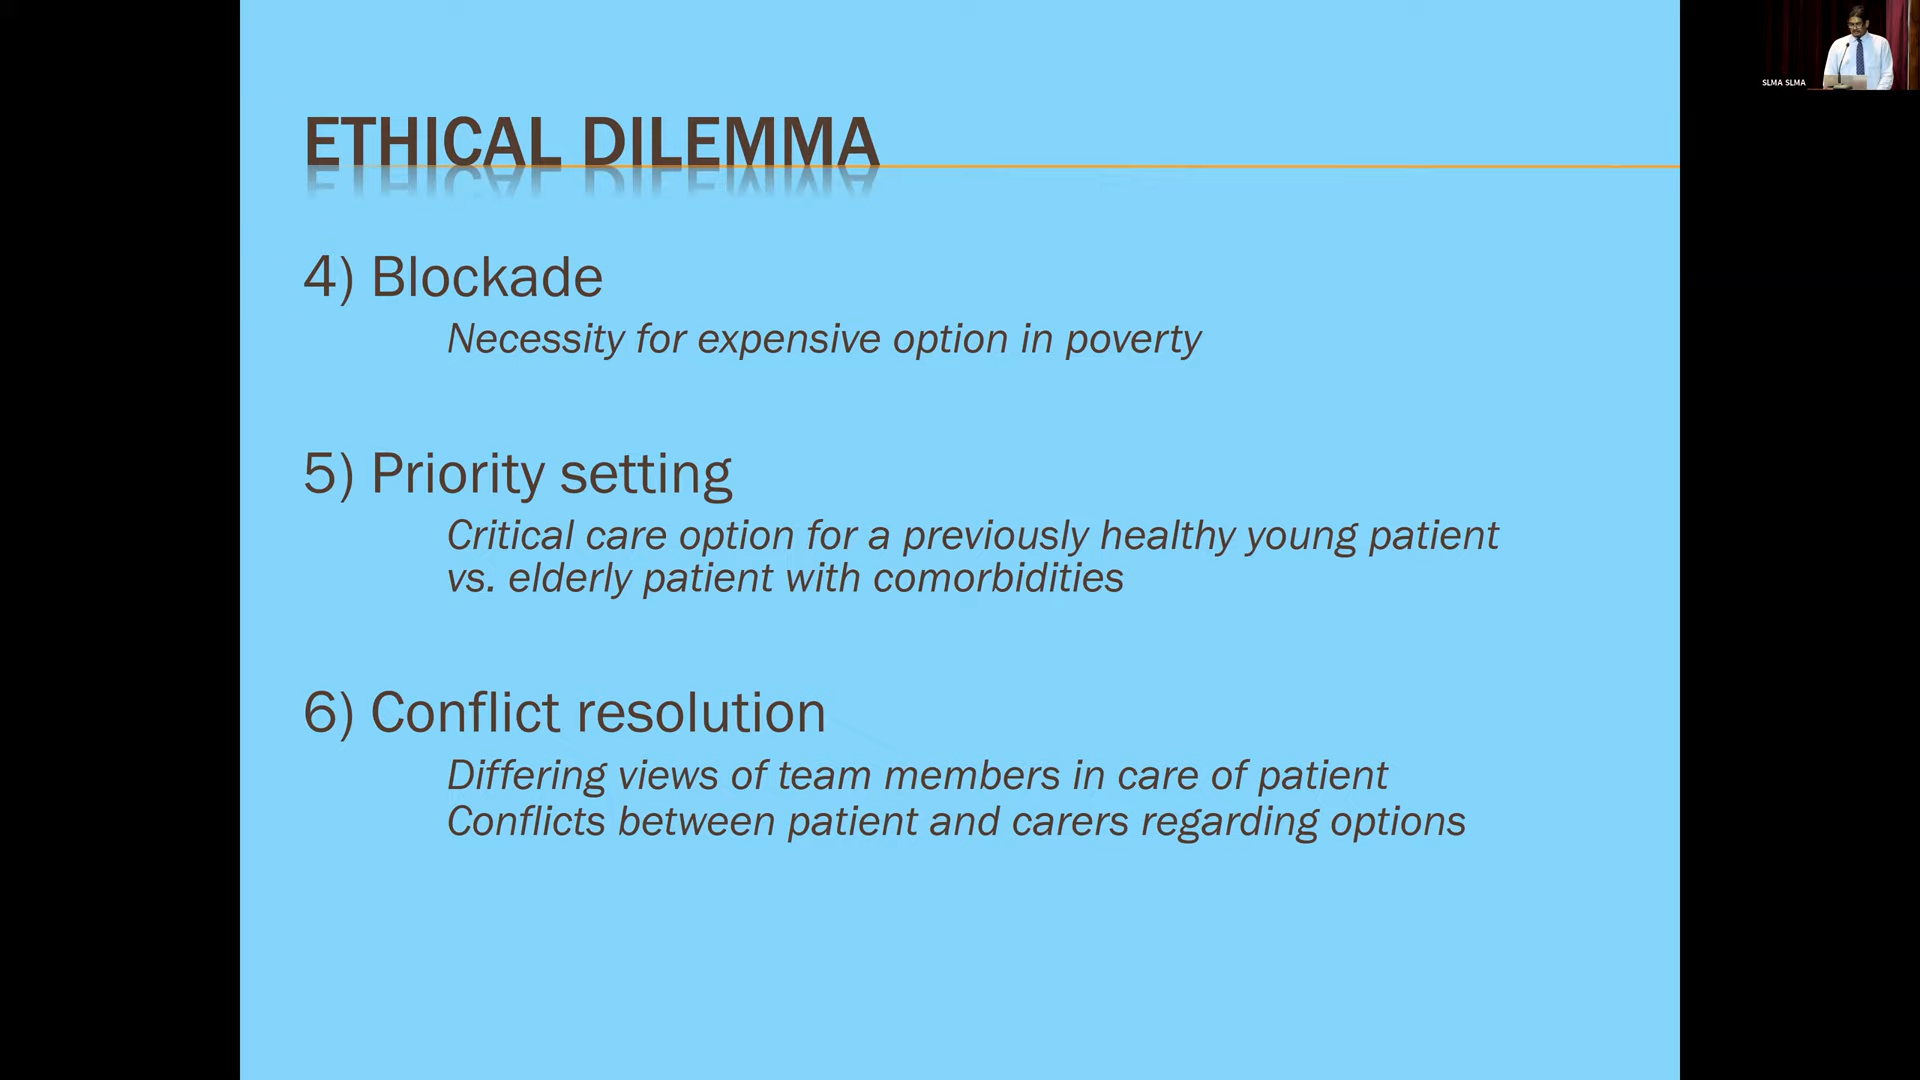 ETHICAL DILEMMA
4) Blockade
Necessity for expensive option in poverty
5) Priority setting
Critical care option for a previously healthy young patient
vs. elderly patient with comorbidities
6) Conflict resolution
Differing views of team members in care of patient
Conflicts between patient and carers regarding options
SLMA SLMA